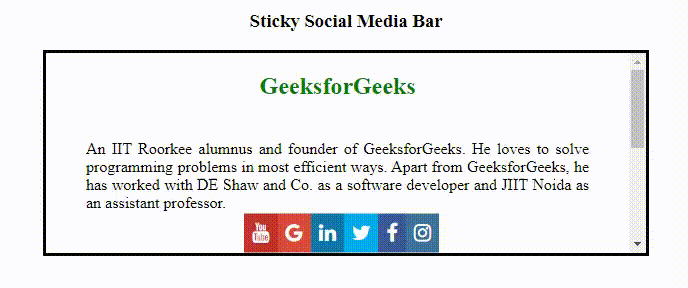 Sticky Social Media Bar
GeeksforGeeks
An IIT Roorkee alumnus and founder of GeeksforGeeks. He loves to solve
programming problems in most efficient ways. Apart from GeeksforGeeks, he
has worked with DE Shaw and Co. as a software developer and JIIT Noida as
an assistant professor.
You
Tube
G in f